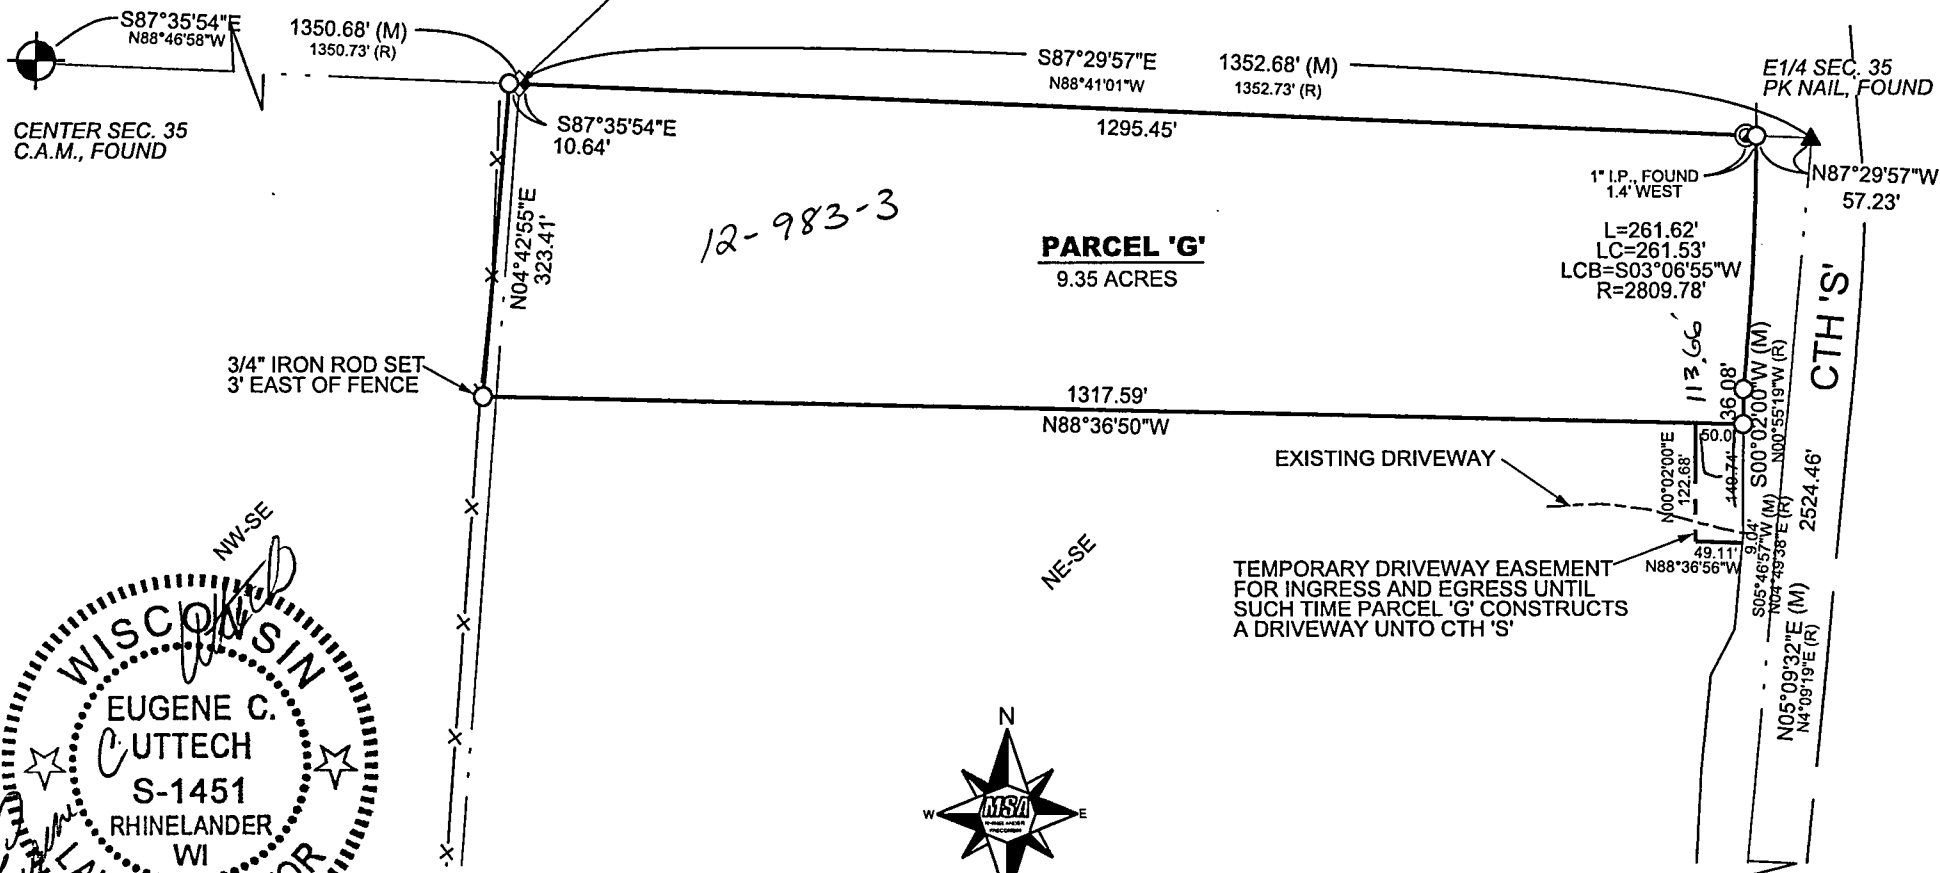 S87°35'54"E
N88°46'58"W
1350.68' (M)
1350.73' (R)
CENTER SEC. 35
C.A.M., FOUND
S87°35'54"E
10.64'
S87°29'57"E
N88°41'01"W
1352.68' (M)
1352.73' (R)
1295.45'
E1/4 SEC. 35
PK NAIL, FOUND
1" I.P., FOUND
1.4' WEST
N87°29'57"W
57.23'
N04°42'55"E
323.41'
12-983-3
PARCEL 'G'
9.35 ACRES
L=261.62'
LC=261.53'
LCB=S03°06'55"W
R=2809.78'
113.66
36.08'
S00°02'00"W (M)
N00°55'19"W (R)
CTH 'S'
3/4" IRON ROD SET
3' EAST OF FENCE
1317.59'
N88°36'50"W
50.0
N00°02'00"E
122.68'
149.74'
2524.46'
EXISTING DRIVEWAY
49.11'
N88°36'56"W
9.04'
S05°46'57"W (M)
N04°49'38"E (R)
TEMPORARY DRIVEWAY EASEMENT
FOR INGRESS AND EGRESS UNTIL
SUCH TIME PARCEL 'G' CONSTRUCTS
A DRIVEWAY UNTO CTH 'S'
N05°09'32"E (M)
N4°09'19"E (R)
NW-SE
NE-SE
WISCONSIN
EUGENE C.
UTTECH
S-1451
RHINELANDER
WI
N
W
MSA
RHINELANDER
WISCONSIN
E